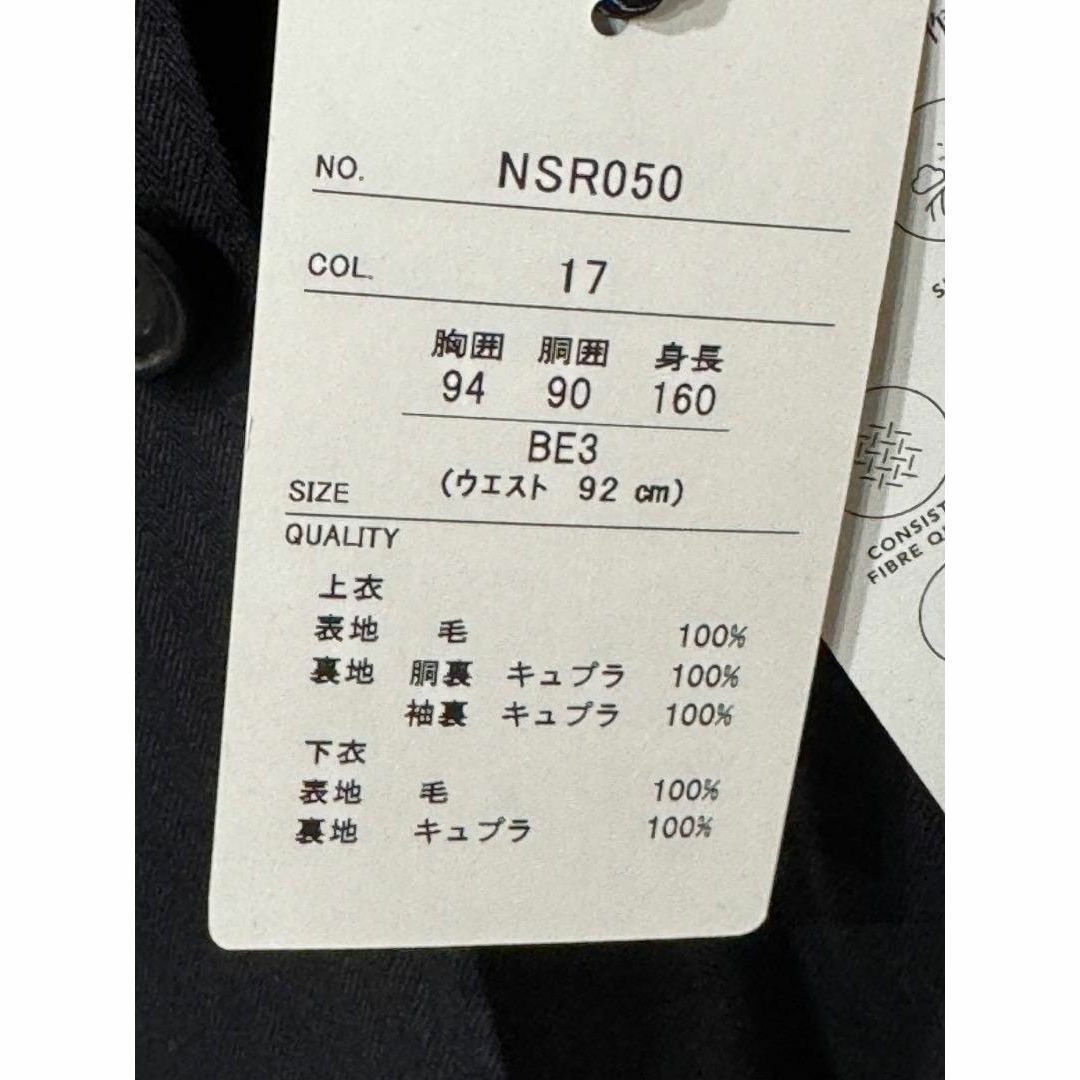 NO. NSR050
COL. 17
胸囲 胴囲 身長
94 90 160
BE3
SIZE (ウエスト 92 cm)
QUALITY
上衣
表地 毛 100%
裏地 胴裏 キュプラ 100%
袖裏 キュプラ 100%
下衣
表地 毛 100%
裏地 キュプラ 100%
CONSIST
FIBRE